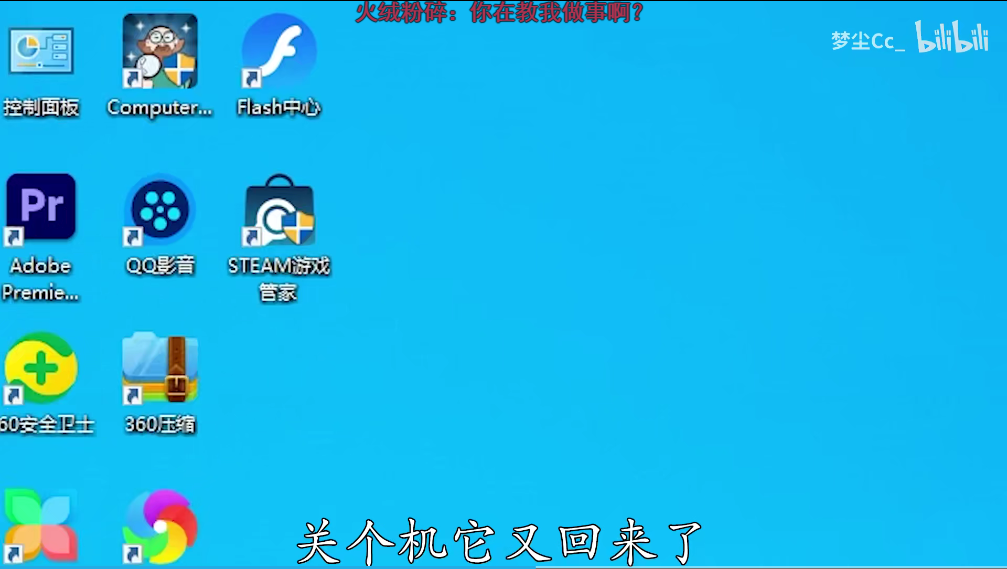 火绒粉碎：你在教我做事啊？
梦尘Cc_ bilibili
控制面板
Computer...
Flash中心
Pr
Adobe
Premie...
QQ影音
STEAM游戏
管家
60安全卫士
360压缩
关个机它又回来了